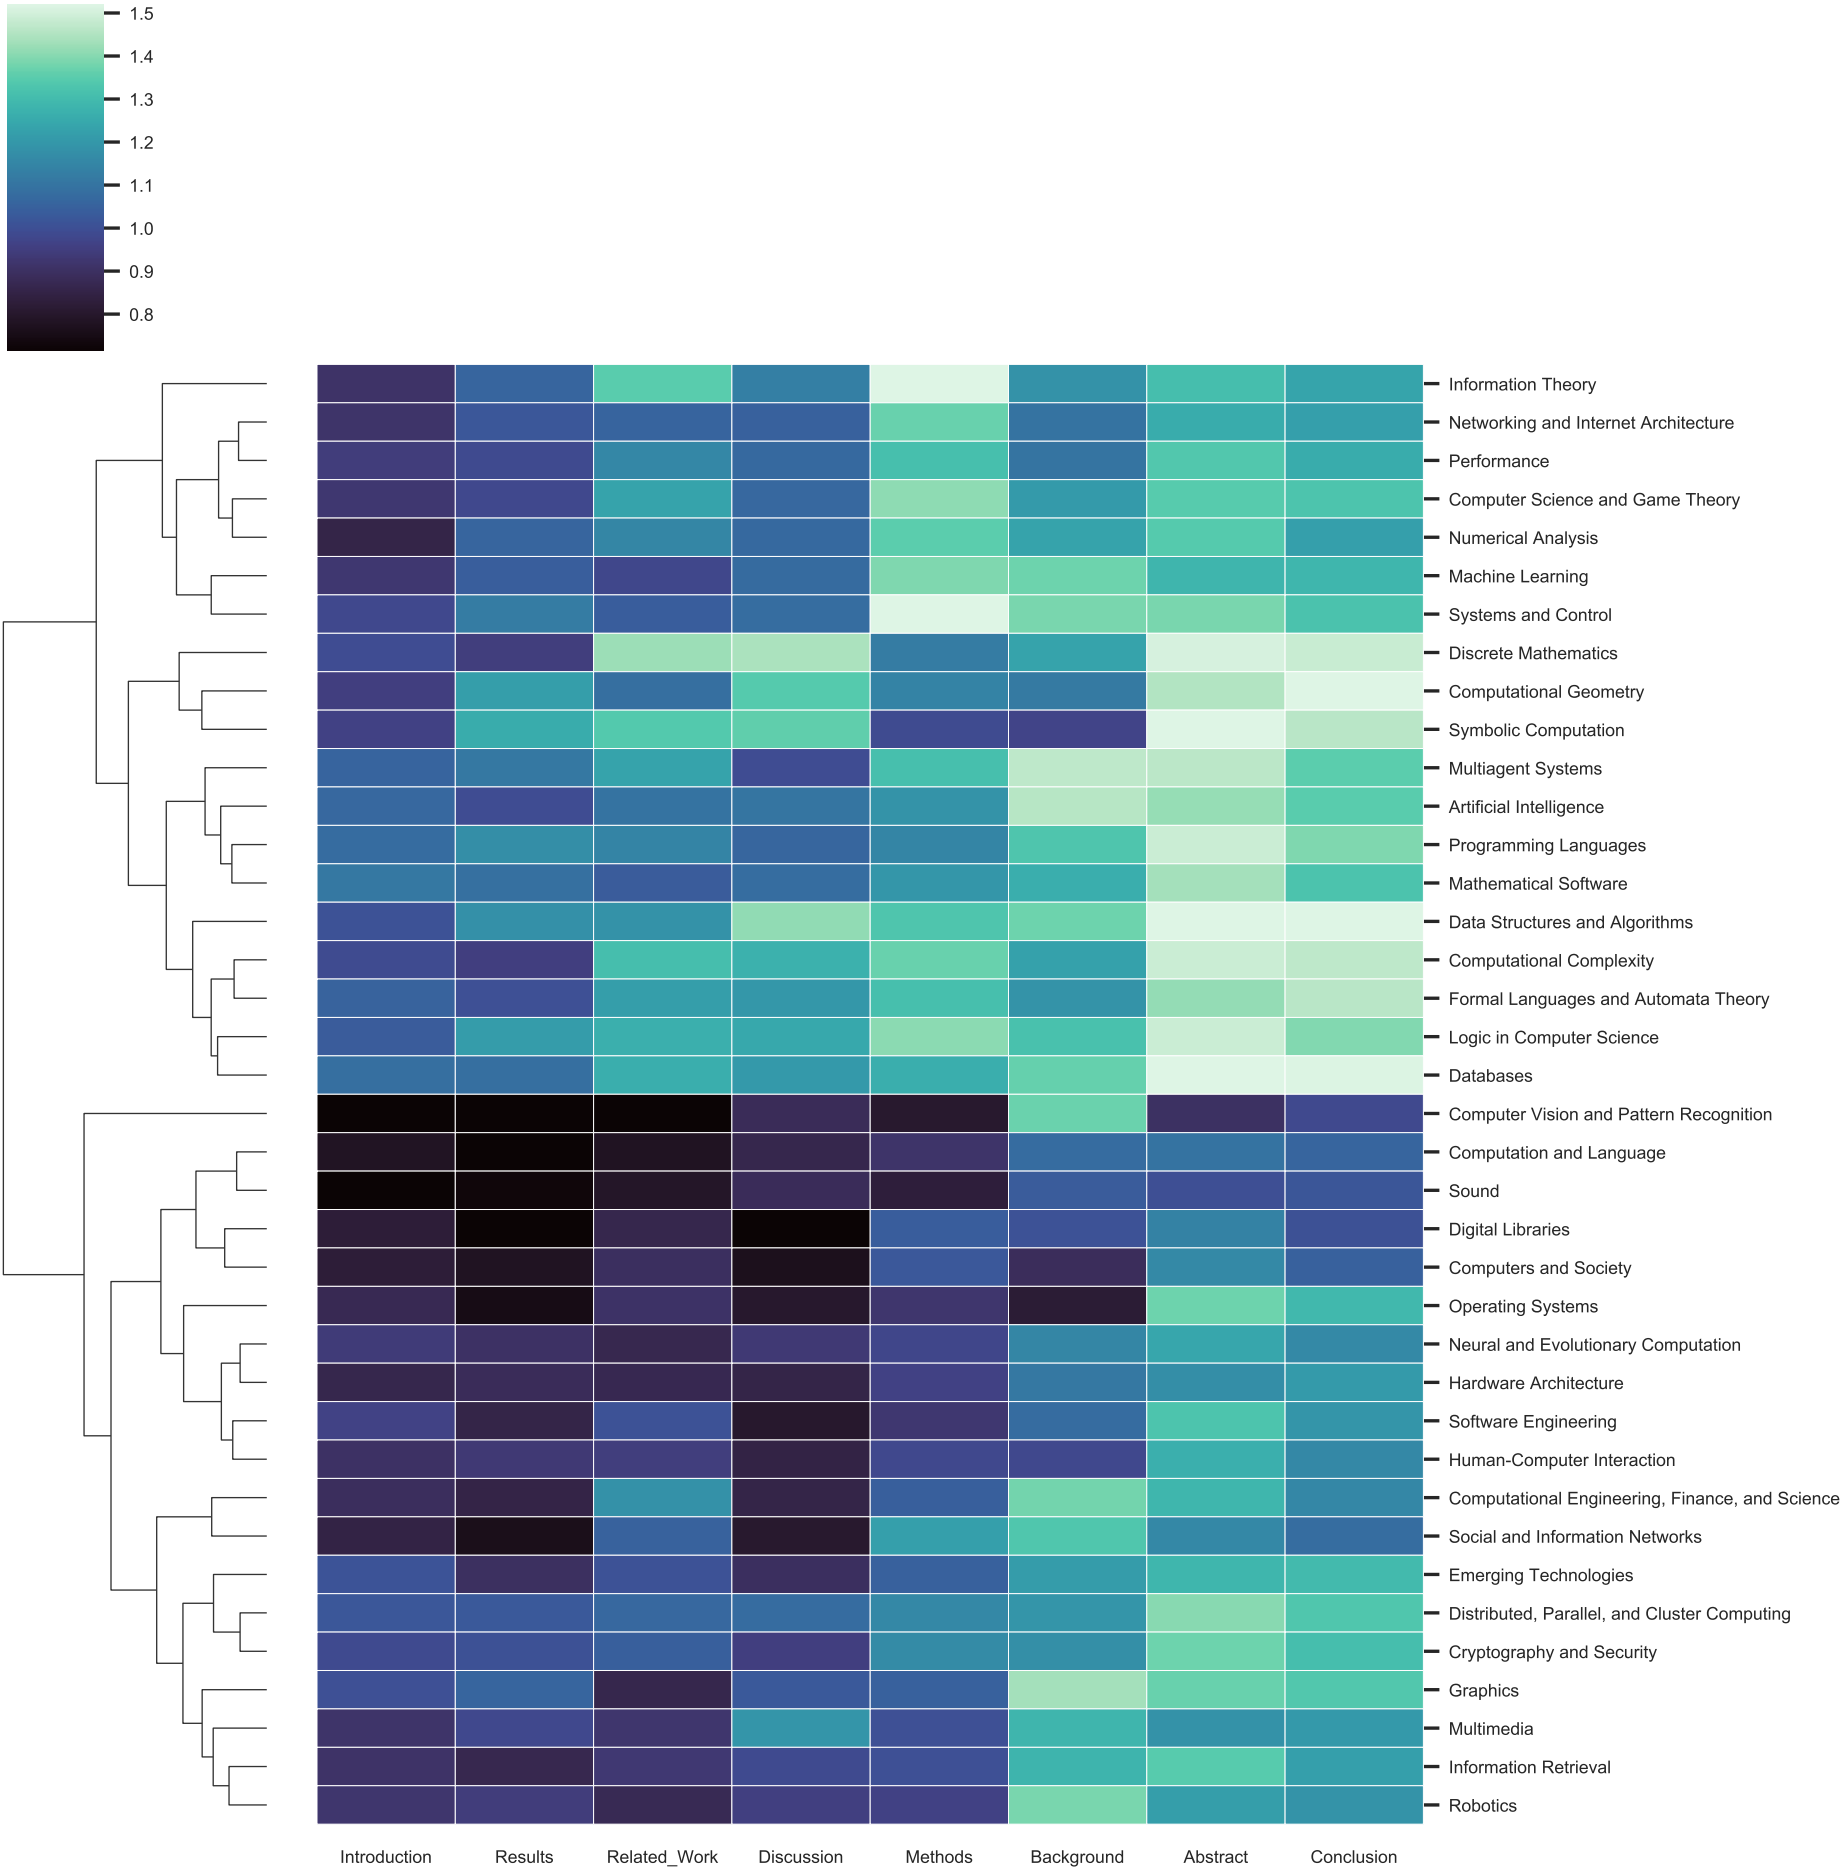 1.5
1.4
1.3
1.2
1.1
1.0
0.9
0.8
Information Theory
Networking and Internet Architecture
Performance
Computer Science and Game Theory
Numerical Analysis
Machine Learning
Systems and Control
Discrete Mathematics
Computational Geometry
Symbolic Computation
Multiagent Systems
Artificial Intelligence
Programming Languages
Mathematical Software
Data Structures and Algorithms
Computational Complexity
Formal Languages and Automata Theory
Logic in Computer Science
Databases
Computer Vision and Pattern Recognition
Computation and Language
Sound
Digital Libraries
Computers and Society
Operating Systems
Neural and Evolutionary Computation
Hardware Architecture
Software Engineering
Human-Computer Interaction
Computational Engineering, Finance, and Science
Social and Information Networks
Emerging Technologies
Distributed, Parallel, and Cluster Computing
Cryptography and Security
Graphics
Multimedia
Information Retrieval
Robotics
Introduction Results Related_Work Discussion Methods Background Abstract Conclusion